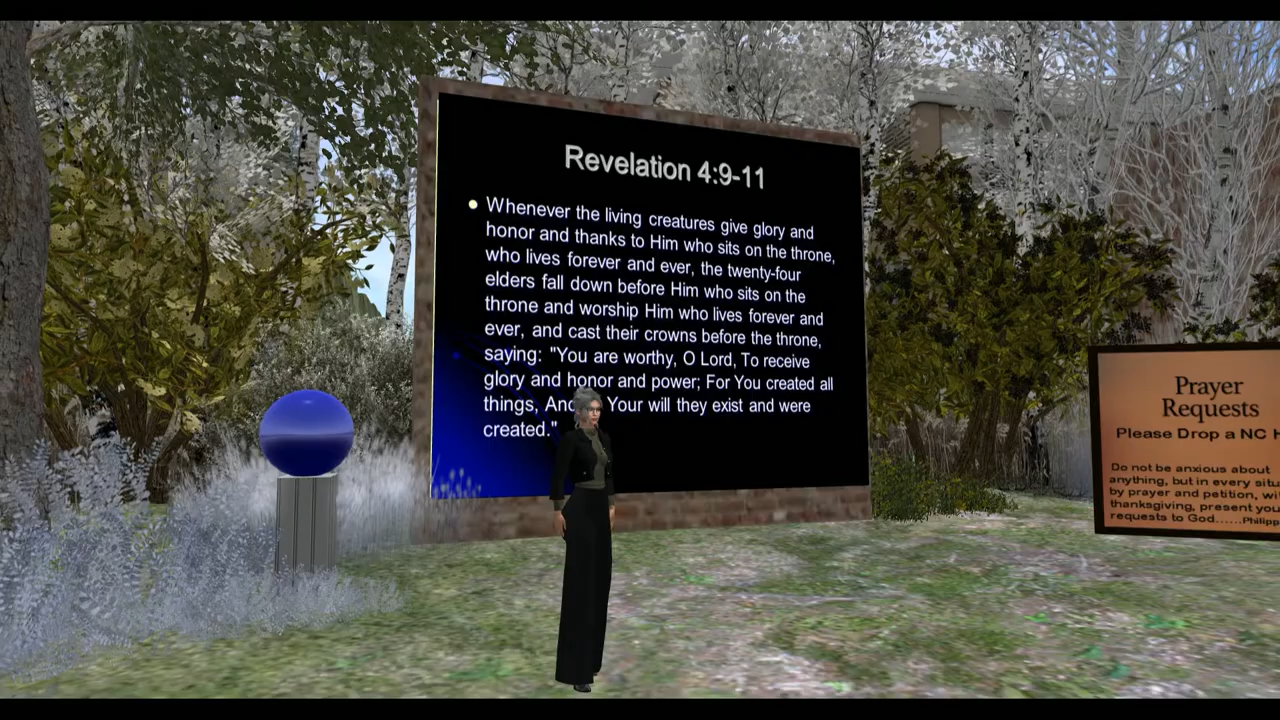 Revelation 4:9-11
Whenever the living creatures give glory and
honor and thanks to Him who sits on the throne,
who lives forever and ever, the twenty-four
elders fall down before Him who sits on the
throne and worship Him who lives forever and
ever, and cast their crowns before the throne,
saying: "You are worthy, O Lord, To receive
glory and honor and power; For You created all
things, And Your will they exist and were
created."
Prayer
Requests
Please Drop a NC
Do not be anxious about
anything, but in every
by prayer and petition,
thanksgiving, present
requests to God......